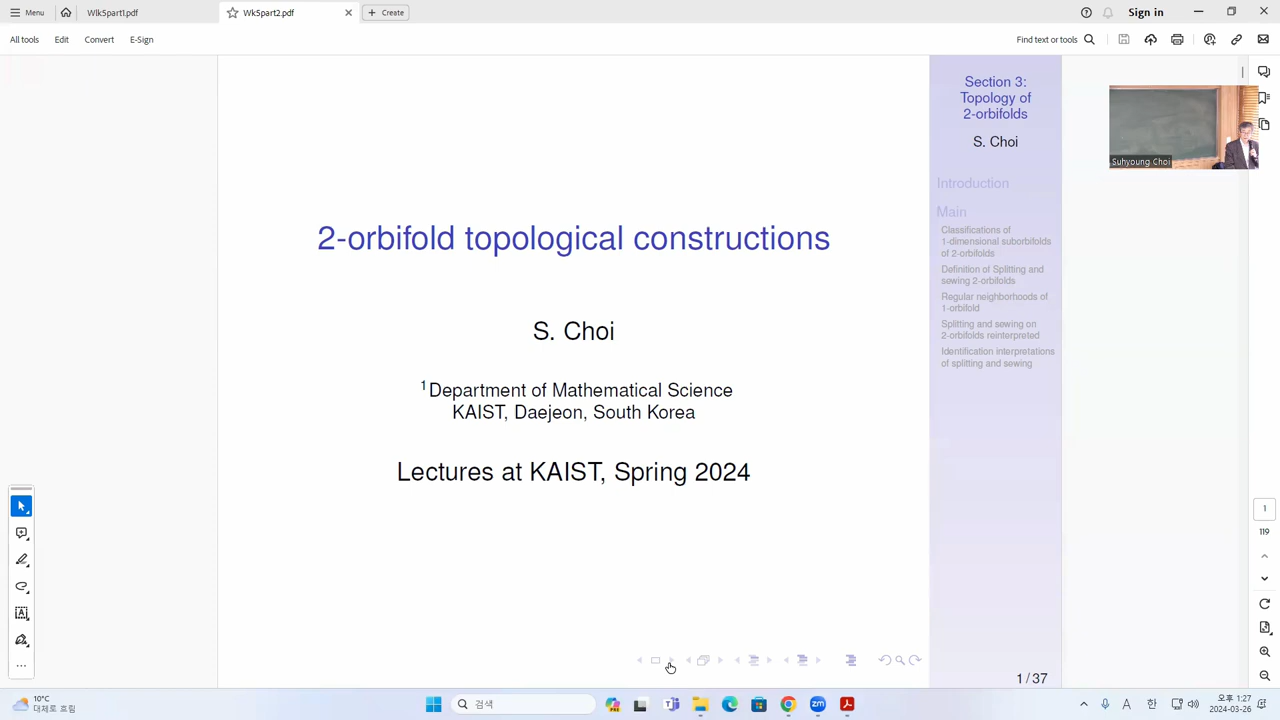 Menu
Wk5part1.pdf
Wk5part2.pdf
Create
Sign in
All tools
Edit
Convert
E-Sign
Find text or tools
2-orbifold topological constructions
S. Choi
1Department of Mathematical Science
KAIST, Daejeon, South Korea
Lectures at KAIST, Spring 2024
Section 3:
Topology of
2-orbifolds
S. Choi
Introduction
Main
Classifications of
1-dimensional suborbifolds
of 2-orbifolds
Definition of Splitting and
sewing 2-orbifolds
Regular neighborhoods of
1-orbifold
Splitting and sewing on
2-orbifolds reinterpreted
Identification interpretations
of splitting and sewing
1 / 37
Suhyoung Choi
1
119
10°C
대체로 흐림
검색
zm
A
한
오후 1:27
2024-03-26